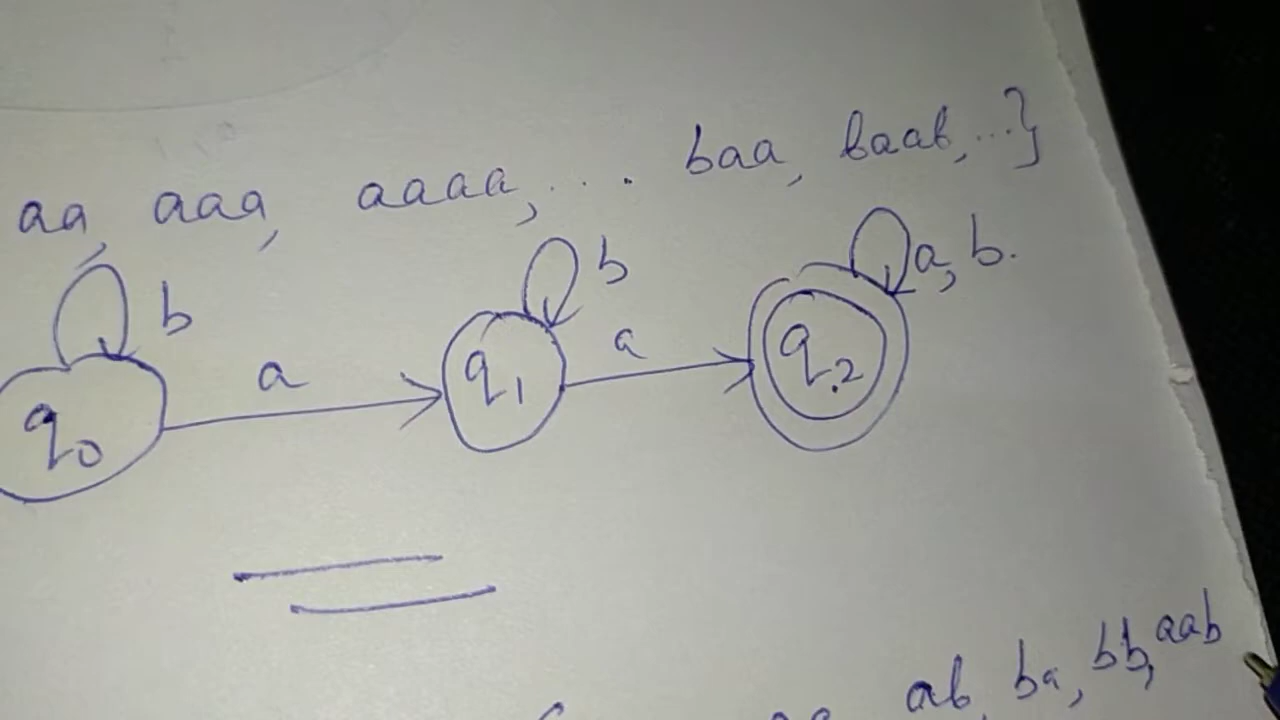 aa, aaa, aaaa, ... baa, baab, ...}
b b a, b.
a a
q0 q1 q2
ab, ba, bb, aab